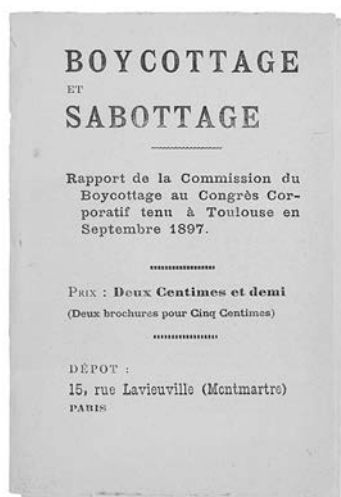 BOYCOTTAGE
ET
SABOTTAGE
Rapport de la Commission du
Boycottage au Congrès Cor-
poratif tenu à Toulouse en
Septembre 1897.
PRIX : Deux Centimes et demi
(Deux brochures pour Cinq Centimes)
DÉPOT :
15, rue Lavieuville (Montmartre)
PARIS